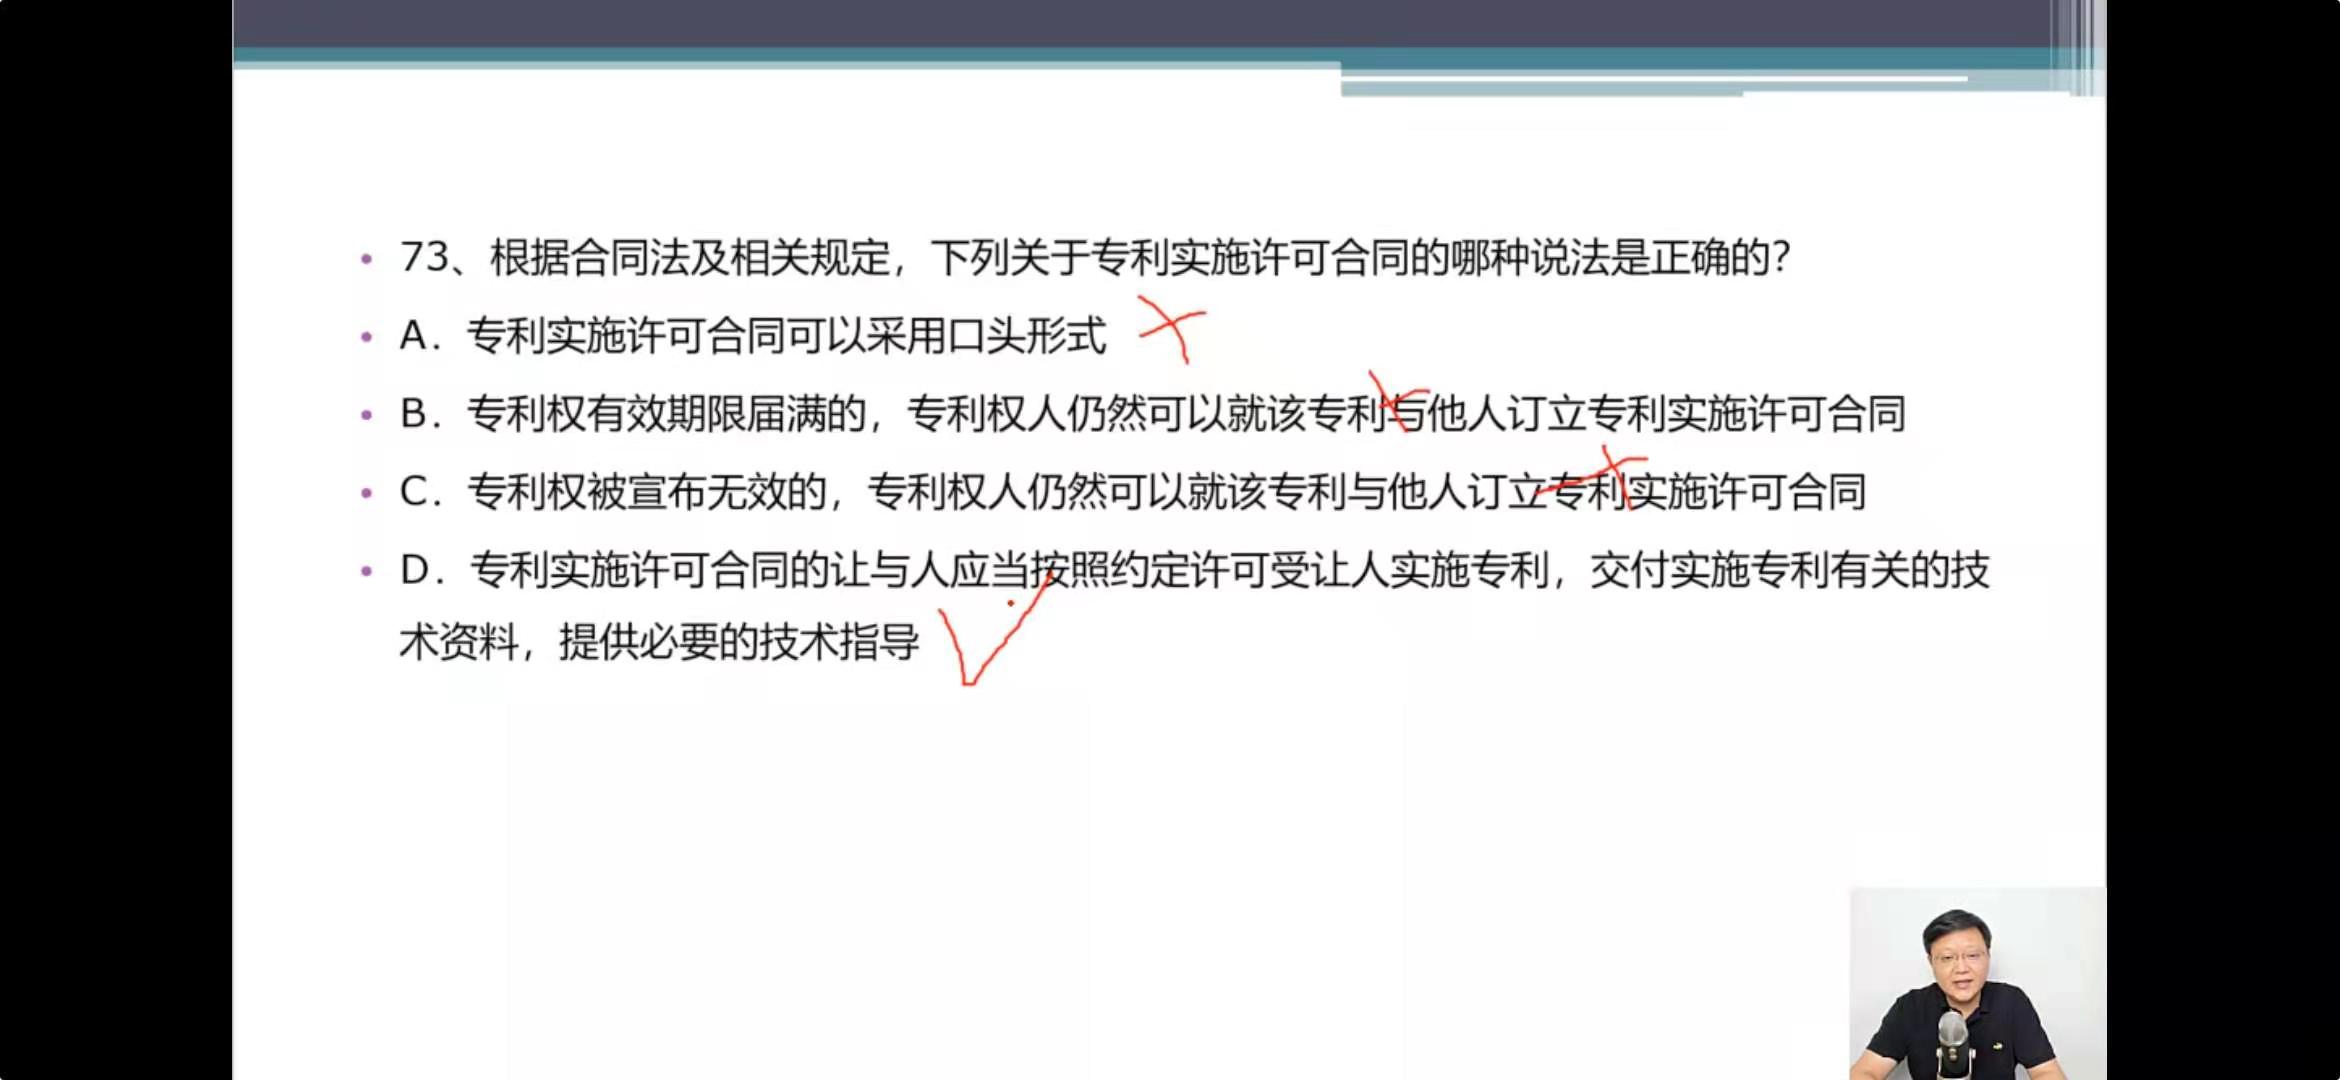 73、根据合同法及相关规定，下列关于专利实施许可合同的哪种说法是正确的？
A．专利实施许可合同可以采用口头形式
B．专利权有效期限届满的，专利权人仍然可以就该专利与他人订立专利实施许可合同
C．专利权被宣布无效的，专利权人仍然可以就该专利与他人订立专利实施许可合同
D．专利实施许可合同的让与人应当按照约定许可受让人实施专利，交付实施专利有关的技
术资料，提供必要的技术指导